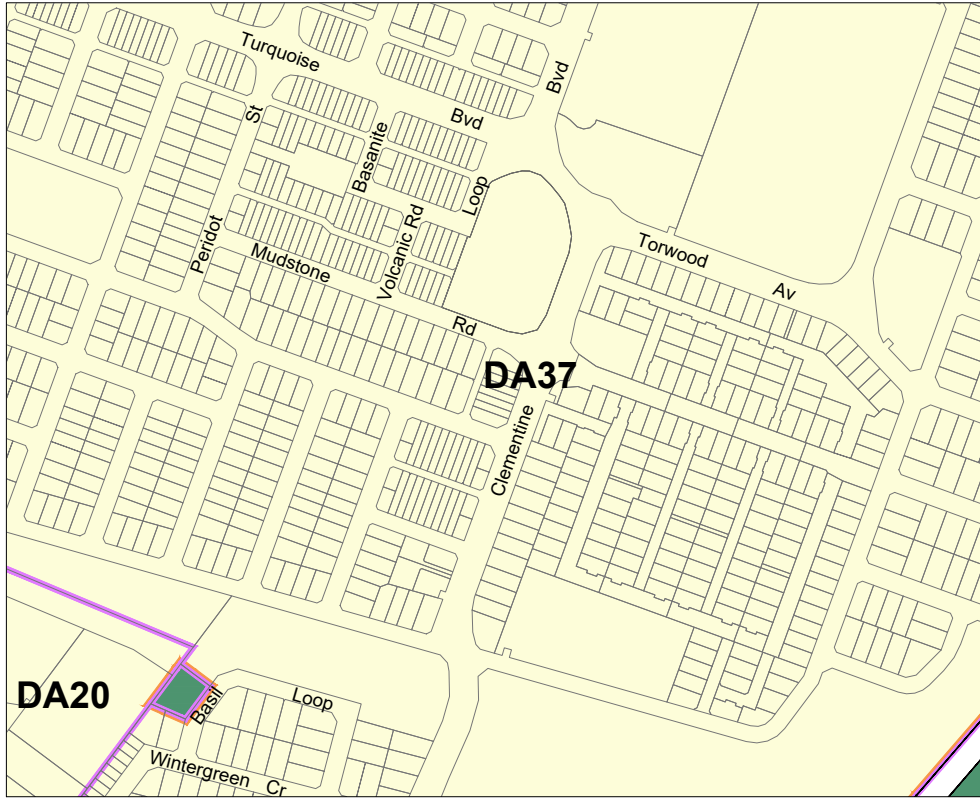 Turquoise
Bvd
Bvd
St
Basanite
Loop
Peridot
Volcanic Rd
Mudstone
Rd
Torwood
Av
DA37
Clementine
DA20
Basil
Loop
Wintergreen Cr